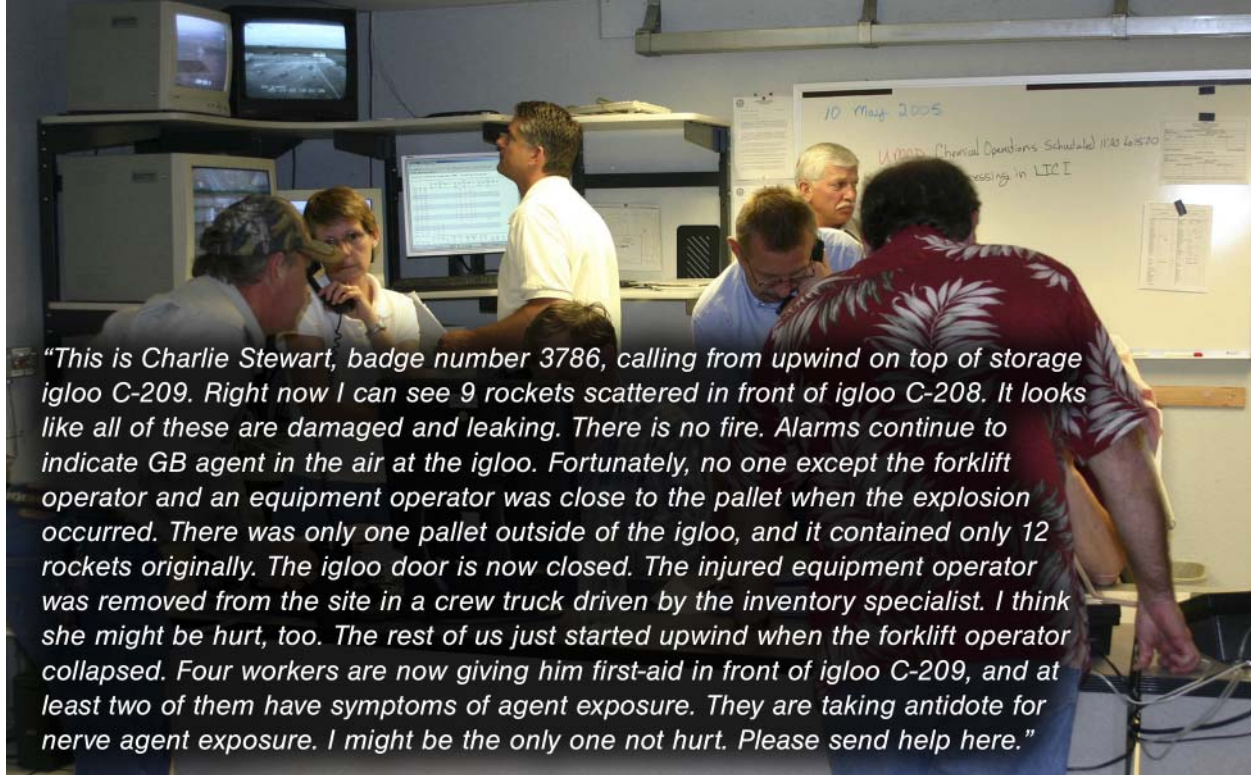 10 May 2005
UMCD Chemical Operations Scheduled 11:20 to 15:00
essing in LICI
“This is Charlie Stewart, badge number 3786, calling from upwind on top of storage
igloo C-209. Right now I can see 9 rockets scattered in front of igloo C-208. It looks
like all of these are damaged and leaking. There is no fire. Alarms continue to
indicate GB agent in the air at the igloo. Fortunately, no one except the forklift
operator and an equipment operator was close to the pallet when the explosion
occurred. There was only one pallet outside of the igloo, and it contained only 12
rockets originally. The igloo door is now closed. The injured equipment operator
was removed from the site in a crew truck driven by the inventory specialist. I think
she might be hurt, too. The rest of us just started upwind when the forklift operator
collapsed. Four workers are now giving him first-aid in front of igloo C-209, and at
least two of them have symptoms of agent exposure. They are taking antidote for
nerve agent exposure. I might be the only one not hurt. Please send help here.”